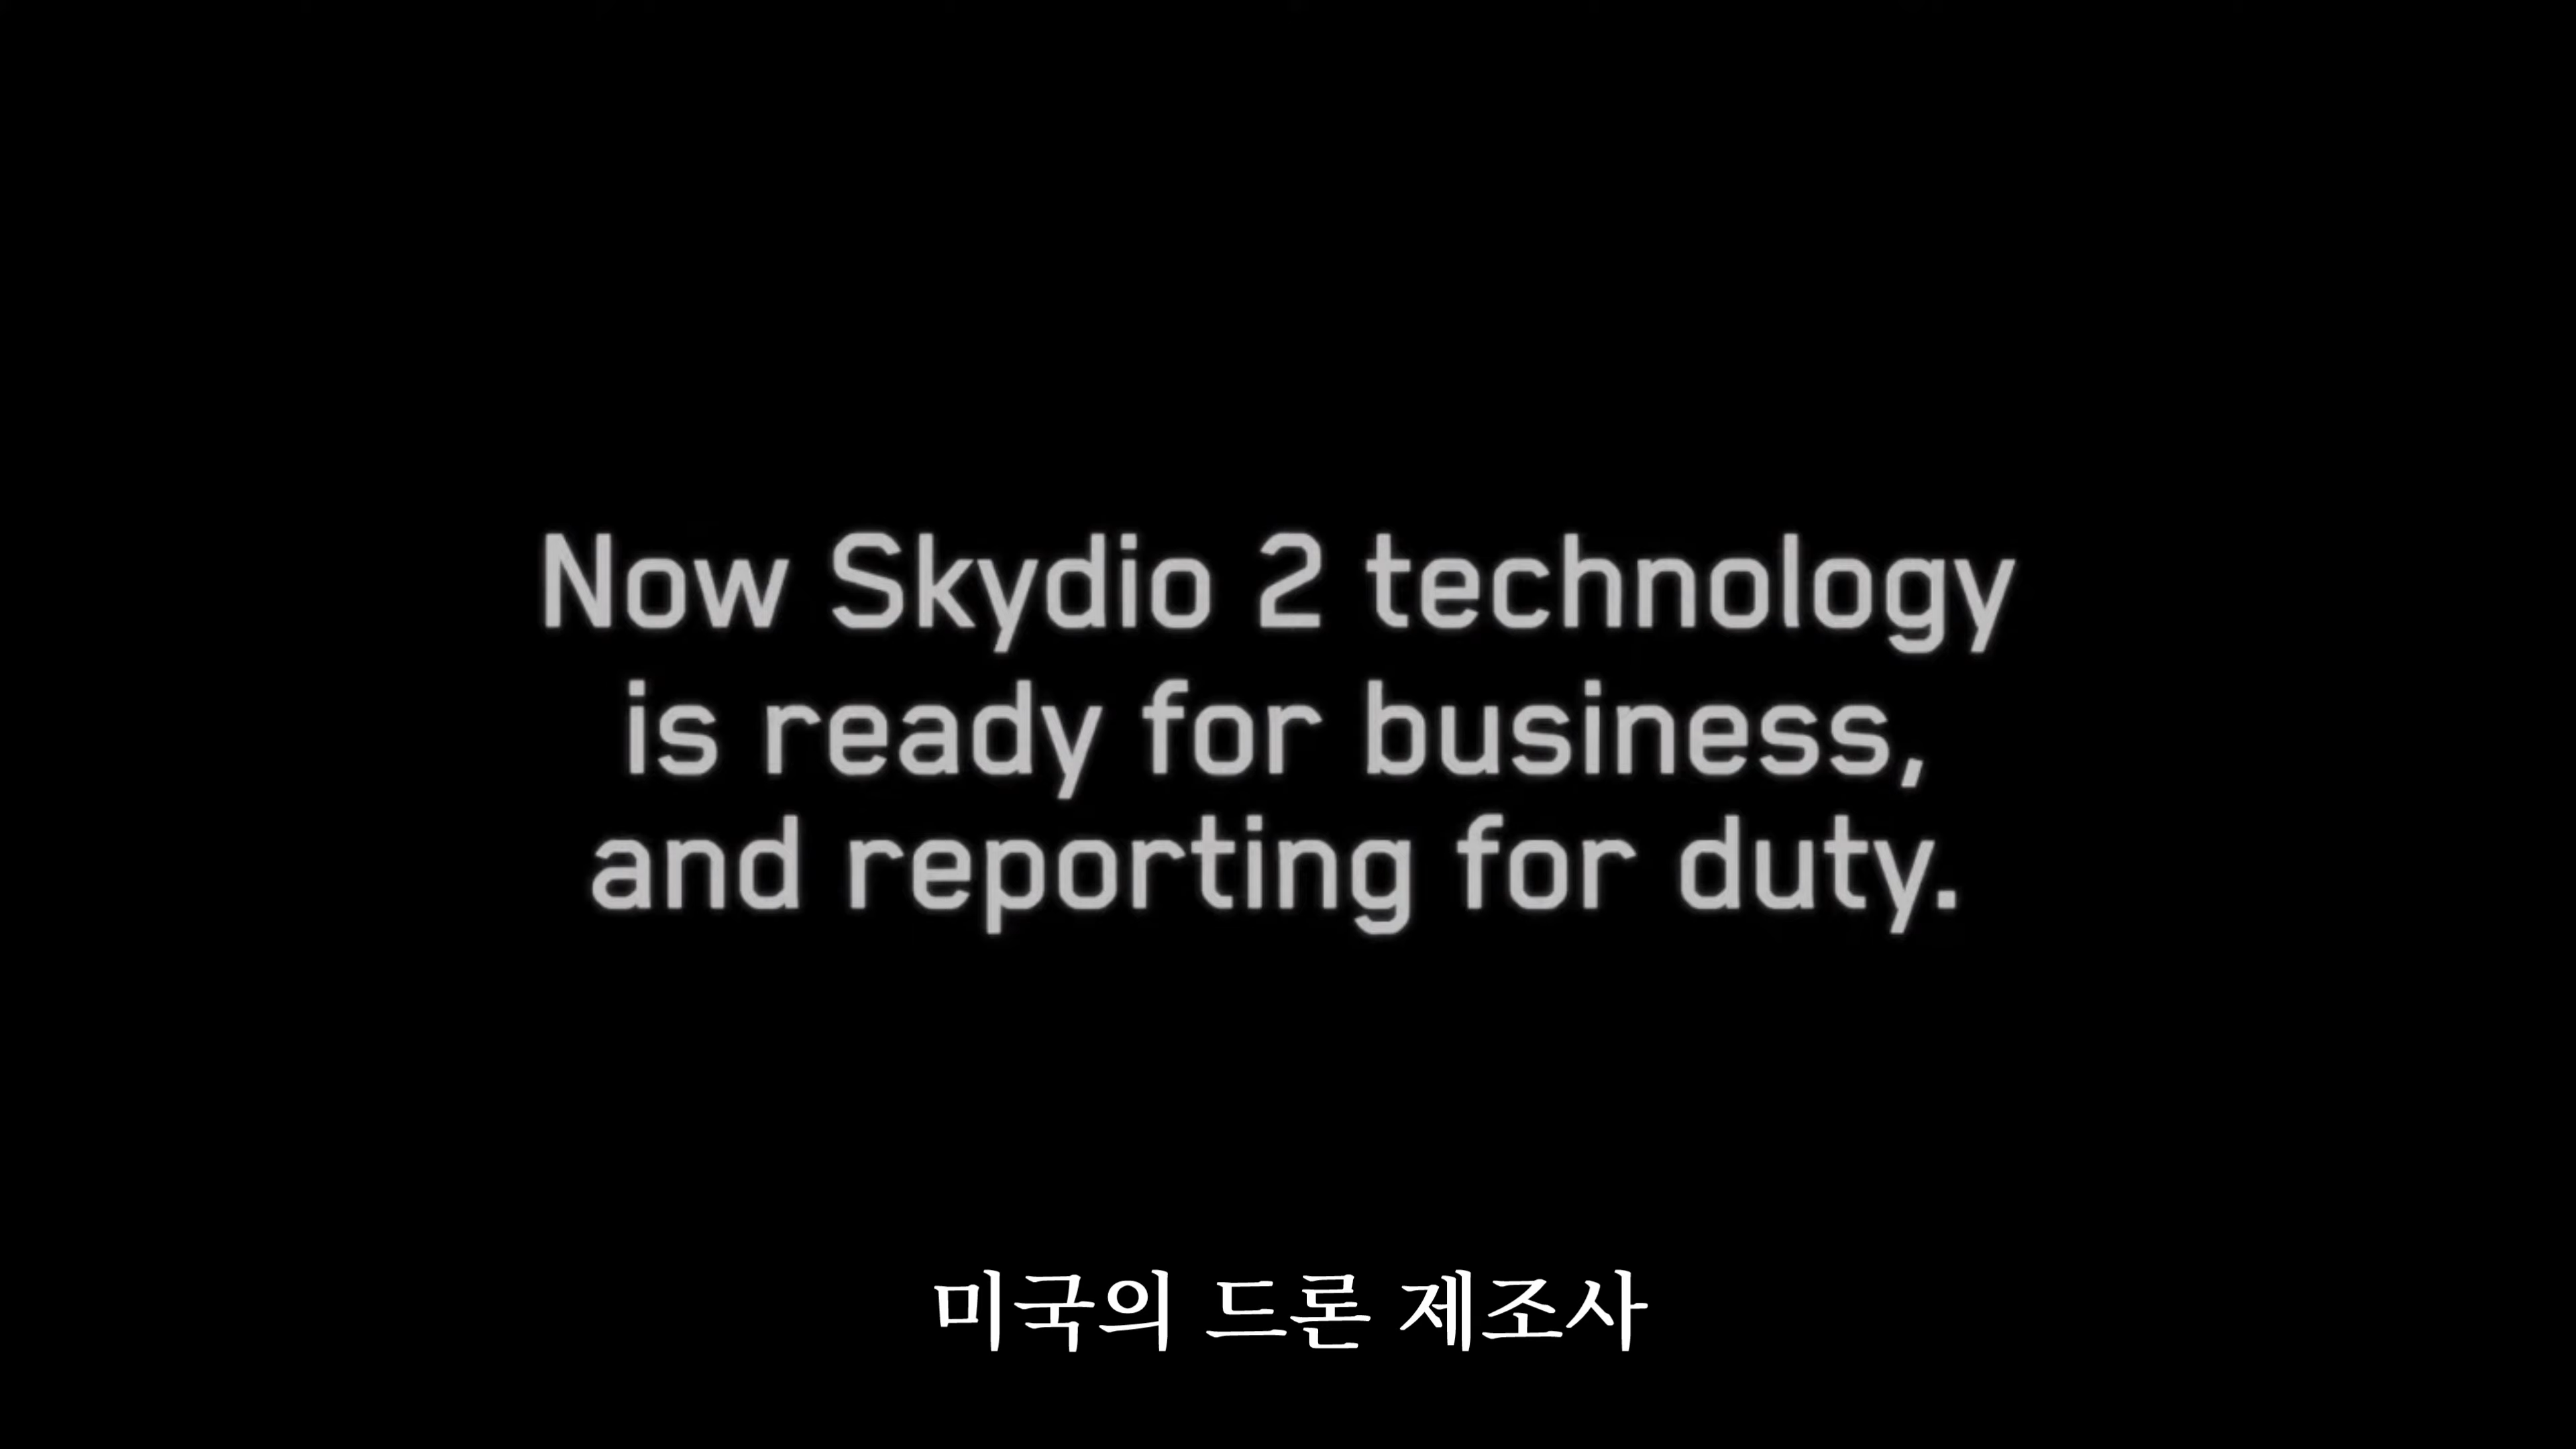 Now Skydio 2 technology
is ready for business,
and reporting for duty.
미국의 드론 제조사